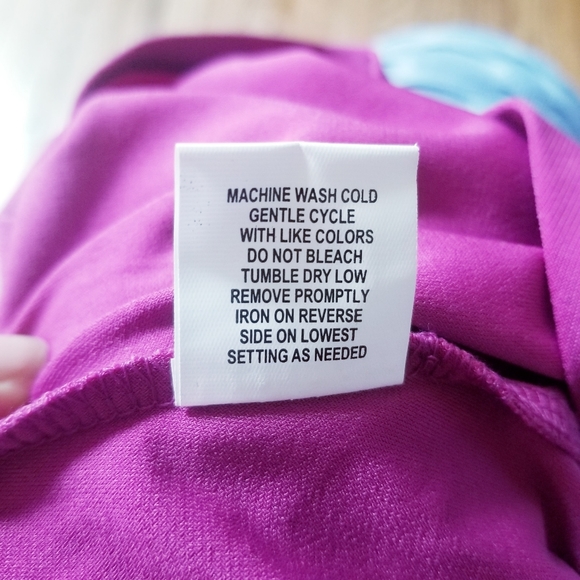 MACHINE WASH COLD
GENTLE CYCLE
WITH LIKE COLORS
DO NOT BLEACH
TUMBLE DRY LOW
REMOVE PROMPTLY
IRON ON REVERSE
SIDE ON LOWEST
SETTING AS NEEDED